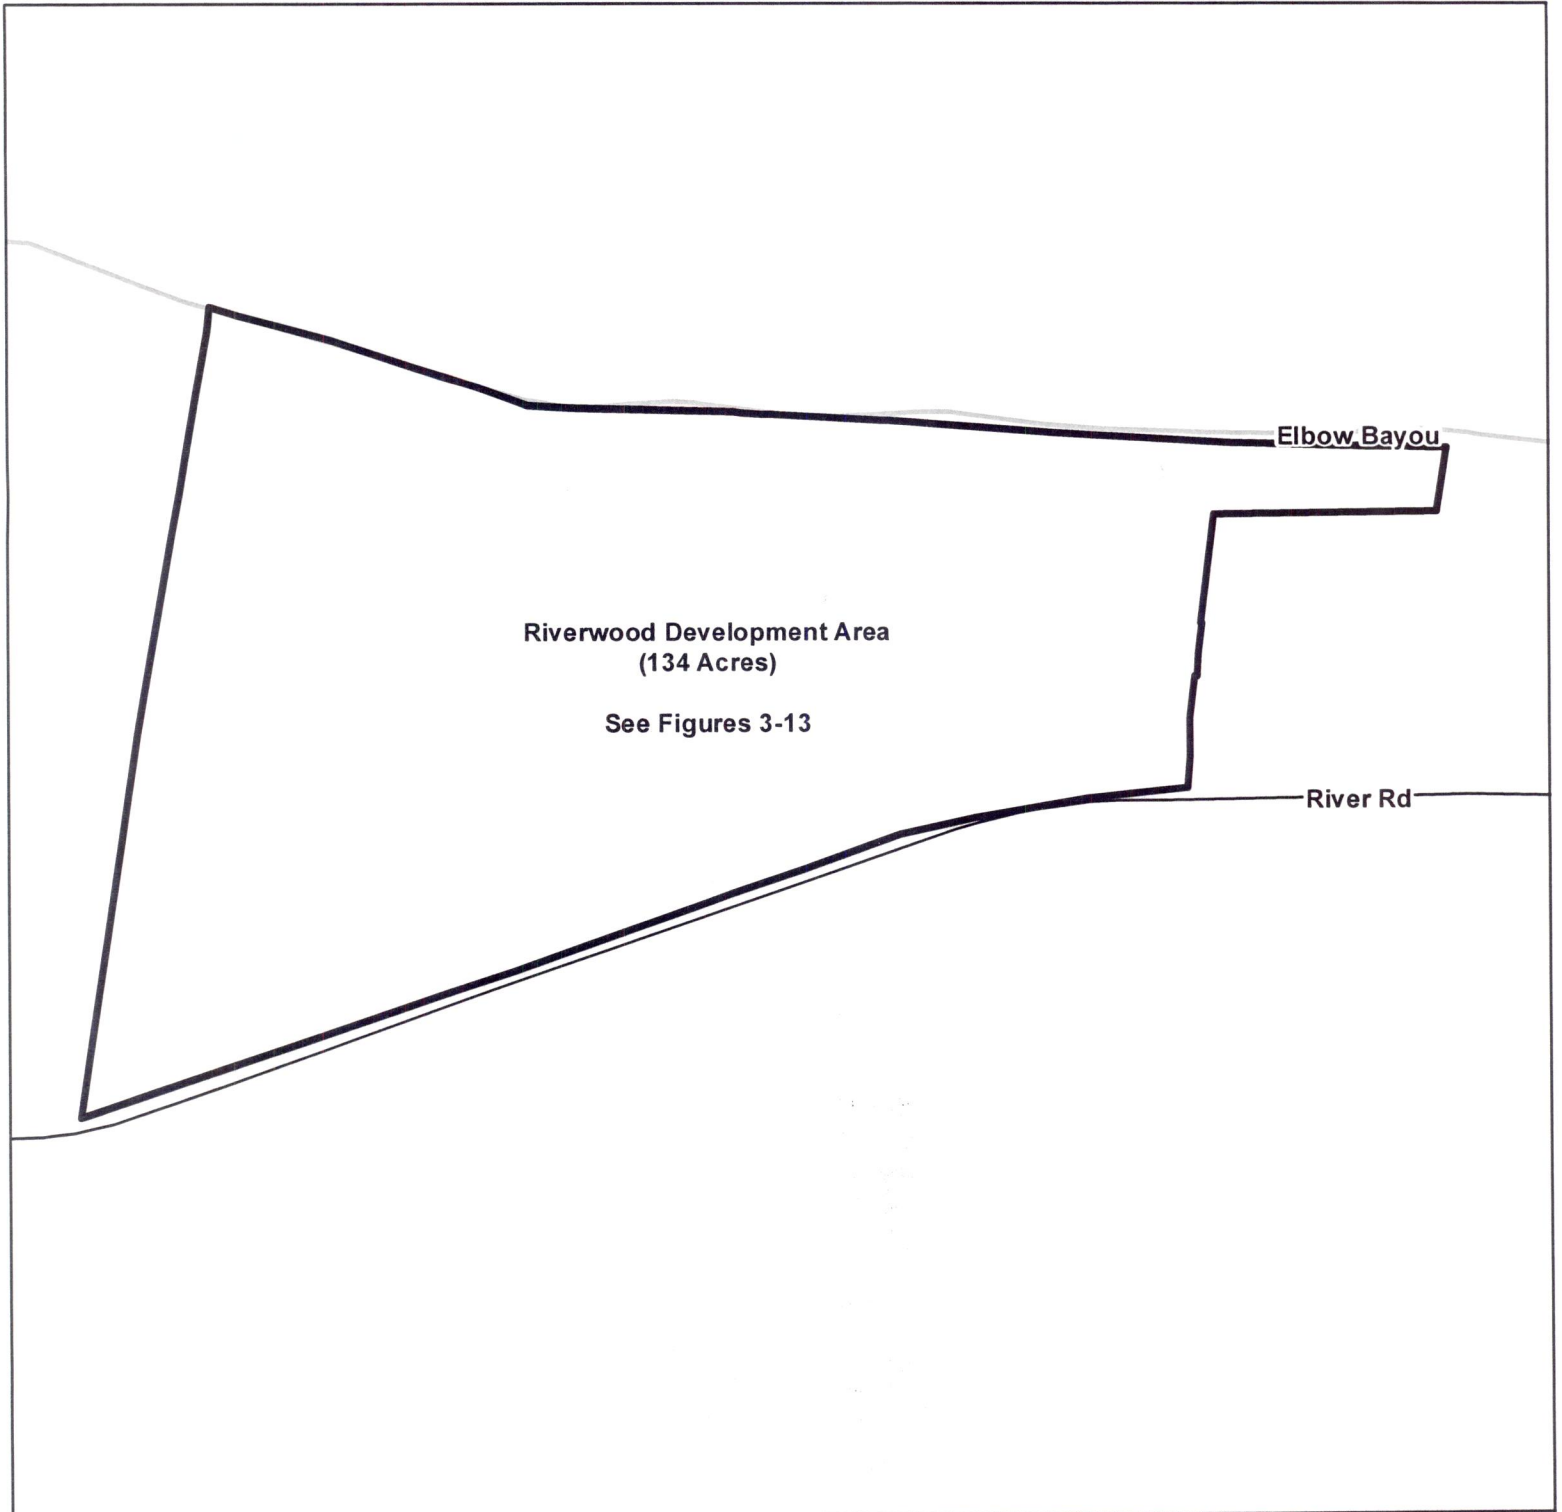 Elbow Bayou
Riverwood Development Area
(134 Acres)
See Figures 3-13
River Rd